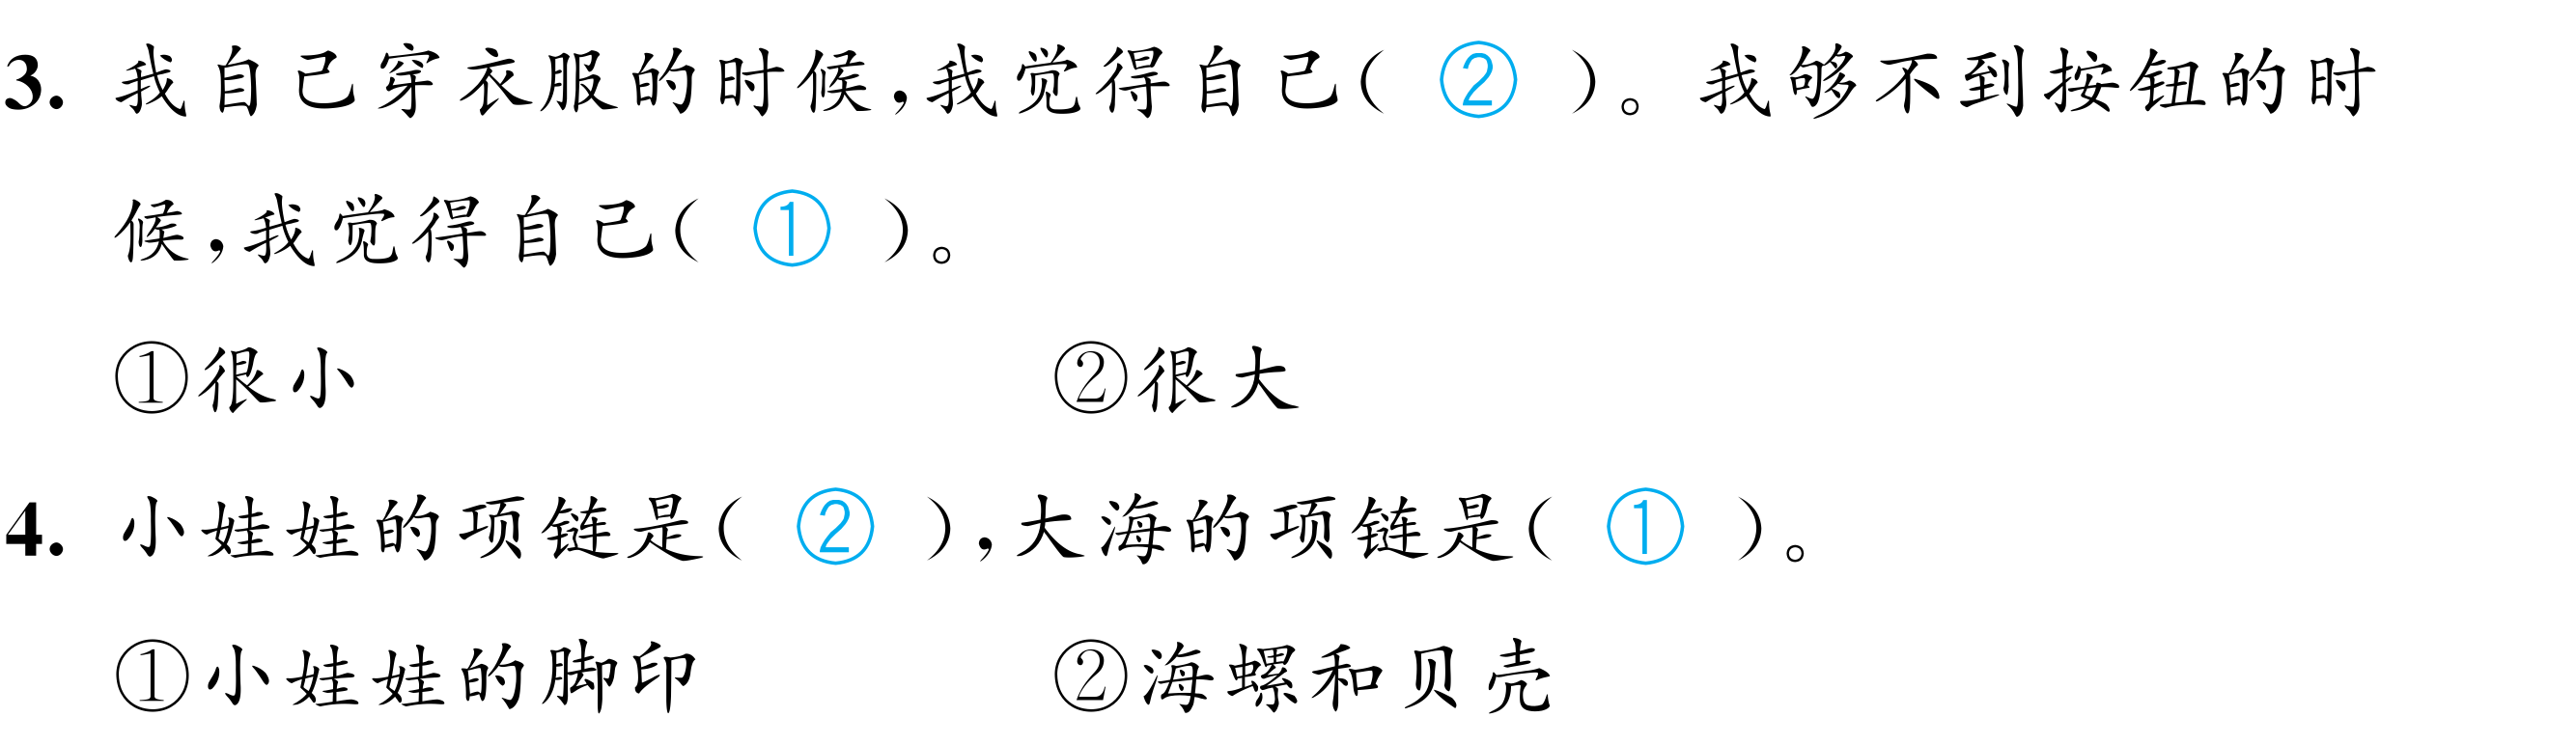 3. 我自己穿衣服的时候,我觉得自己( ② )。我够不到按钮的时
候,我觉得自己( ① )。
①很小 ②很大
4. 小娃娃的项链是( ② ),大海的项链是( ① )。
①小娃娃的脚印 ②海螺和贝壳